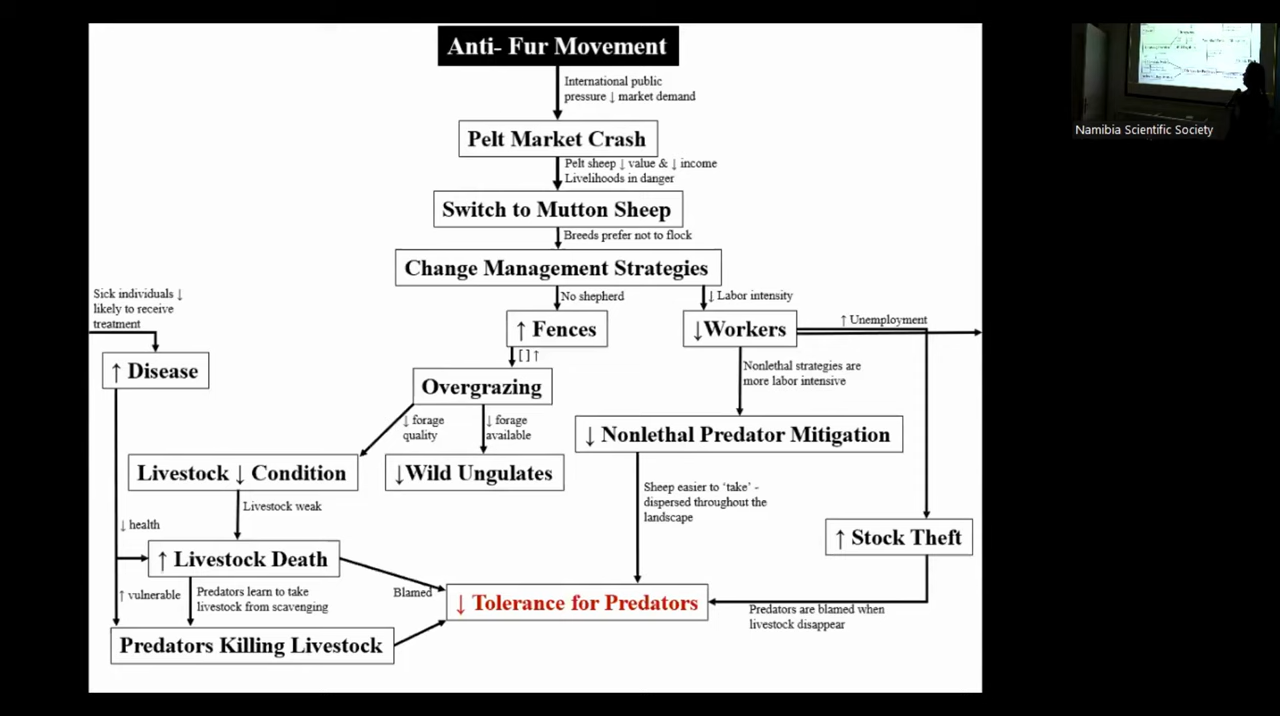 Anti- Fur Movement
International public
pressure ↓ market demand
Pelt Market Crash
Pelt sheep ↓ value & ↓ income
Livelihoods in danger
Switch to Mutton Sheep
Breeds prefer not to flock
Change Management Strategies
No shepherd
↓ Labor intensity
Sick individuals ↓
likely to receive
treatment
↑ Fences
↓Workers
↑ Unemployment
[ ] ↑
↑ Disease
Nonlethal strategies are
more labor intensive
Overgrazing
↓ forage
quality
↓ forage
available
↓ Nonlethal Predator Mitigation
Livestock ↓ Condition
↓Wild Ungulates
Livestock weak
Sheep easier to ‘take’ -
dispersed throughout the
landscape
↓ health
↑ Stock Theft
↑ Livestock Death
↑ vulnerable
Predators learn to take
livestock from scavenging
Blamed
↓ Tolerance for Predators
Predators are blamed when
livestock disappear
Predators Killing Livestock
Namibia Scientific Society